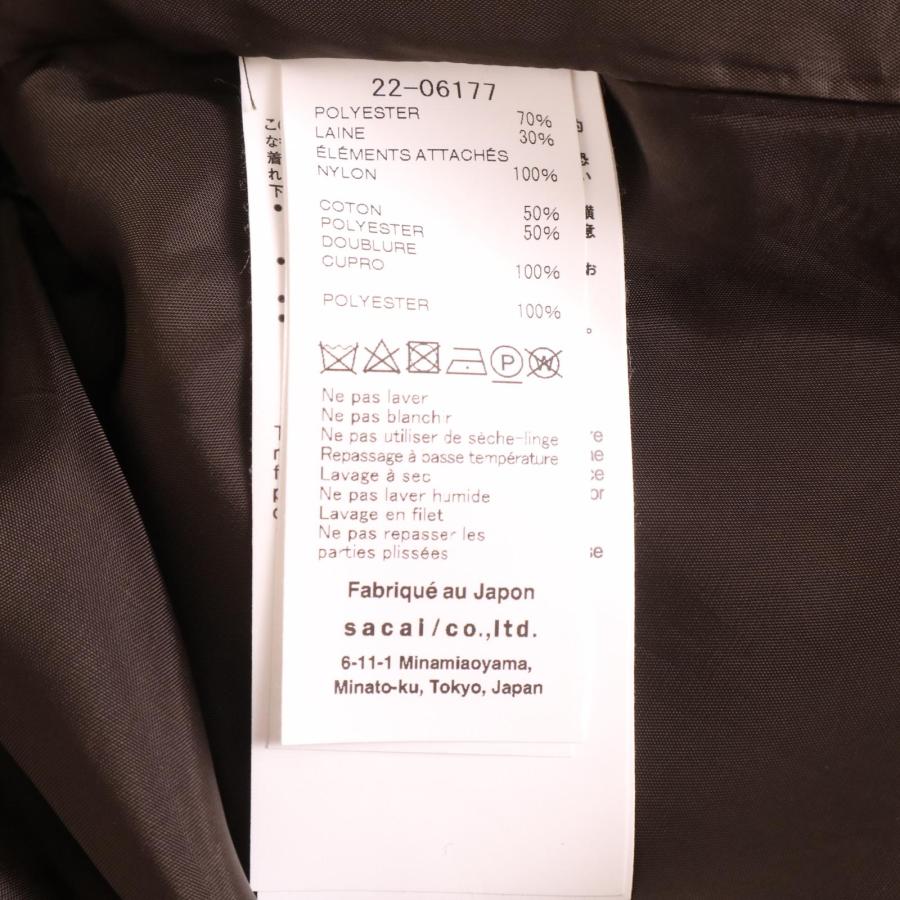 22-06177
POLYESTER 70%
LAINE 30%
ÉLÉMENTS ATTACHÉS
NYLON 100%
COTON 50%
POLYESTER 50%
DOUBLURE
CUPRO 100%
POLYESTER 100%
P W
Ne pas laver
Ne pas blanchir
Ne pas utiliser de sèche-linge
Repassage à basse température
Lavage à sec
Ne pas laver humide
Lavage en filet
Ne pas repasser les
parties plissées
Fabriqué au Japon
sacai/co.,ltd.
6-11-1 Minamiaoyama,
Minato-ku, Tokyo, Japan